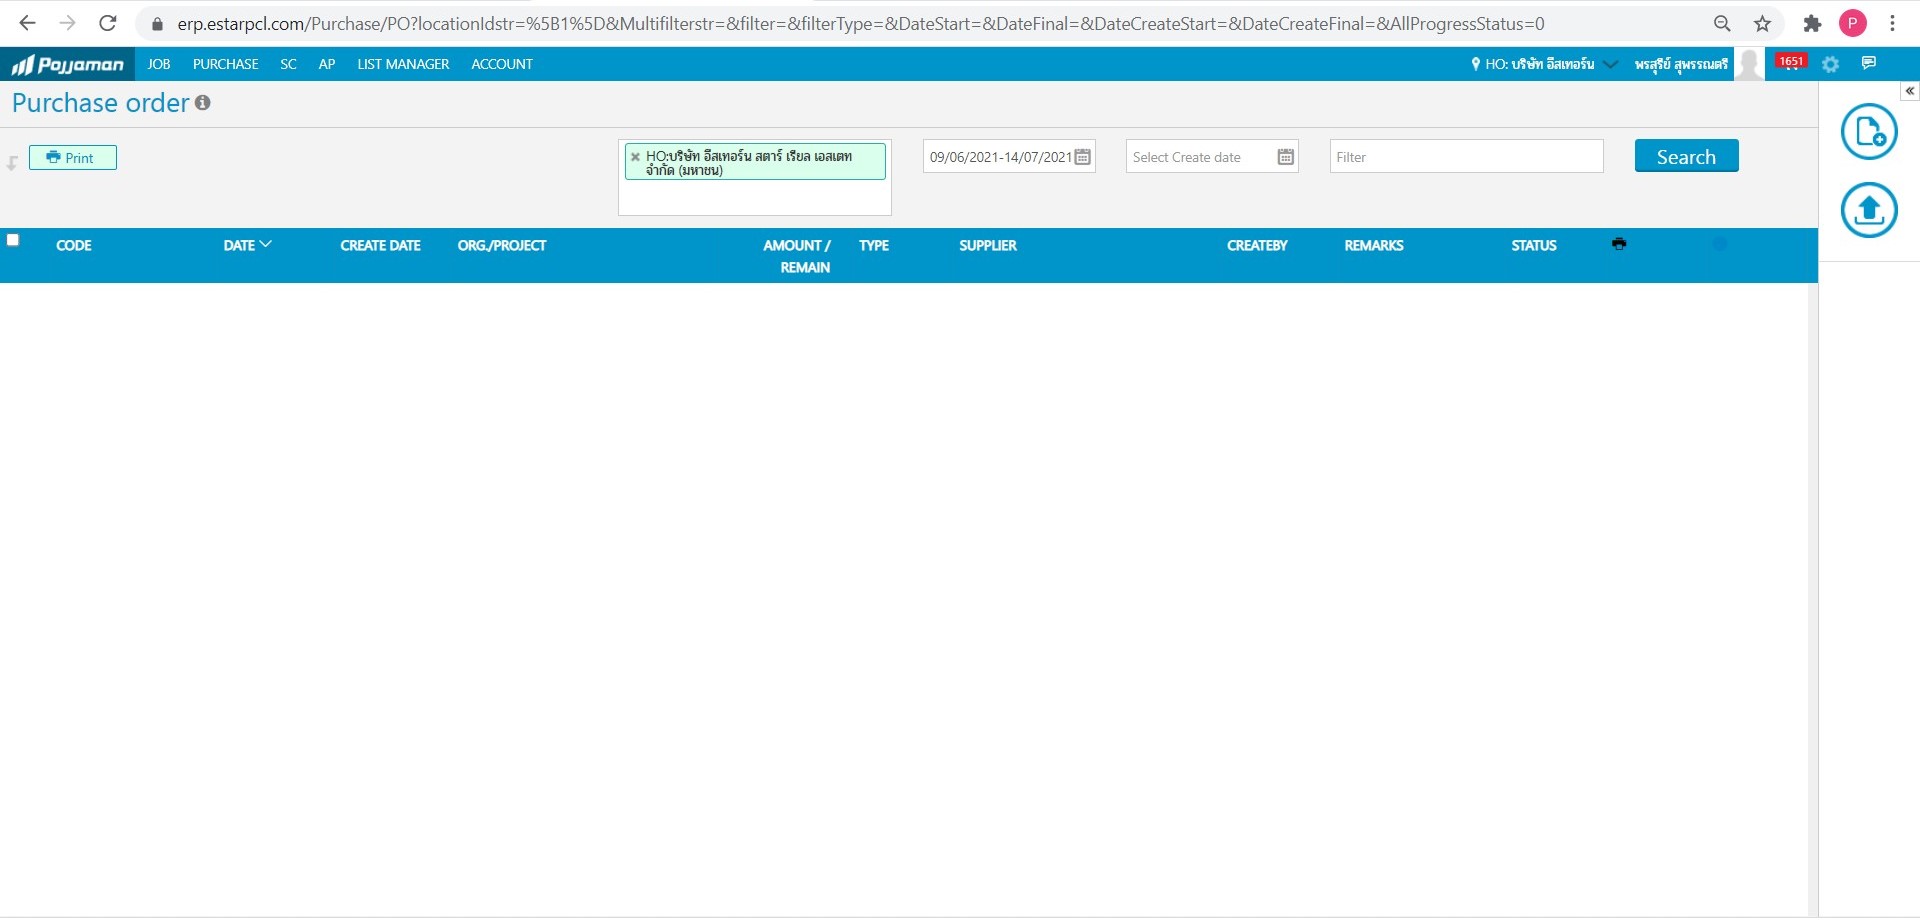 erp.estarpcl.com/Purchase/PO?locationIdstr=%5B1%5D&Multifilterstr=&filter=&filterType=&DateStart=&DateFinal=&DateCreateStart=&DateCreateFinal=&AllProgressStatus=0
P
Pojjaman JOB PURCHASE SC AP LIST MANAGER ACCOUNT HO: บริษัท อีสเทอร์น พรสุรีย์ สุพรรณตรี 1651
Purchase order
Print
HO:บริษัท อีสเทอร์น สตาร์ เรียล เอสเตท
จำกัด (มหาชน)
09/06/2021-14/07/2021 Select Create date Filter Search
CODE DATE CREATE DATE ORG./PROJECT AMOUNT / REMAIN TYPE SUPPLIER CREATEBY REMARKS STATUS